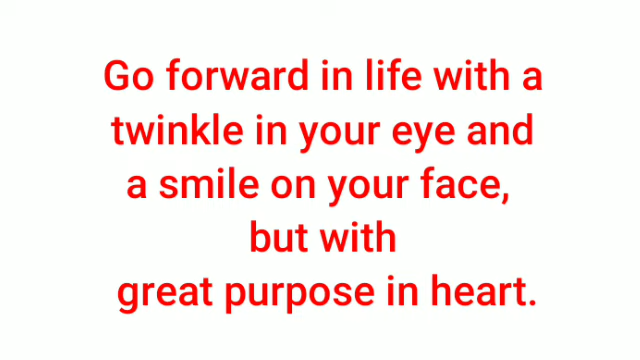 Go forward in life with a
twinkle in your eye and
a smile on your face,
but with
great purpose in heart.